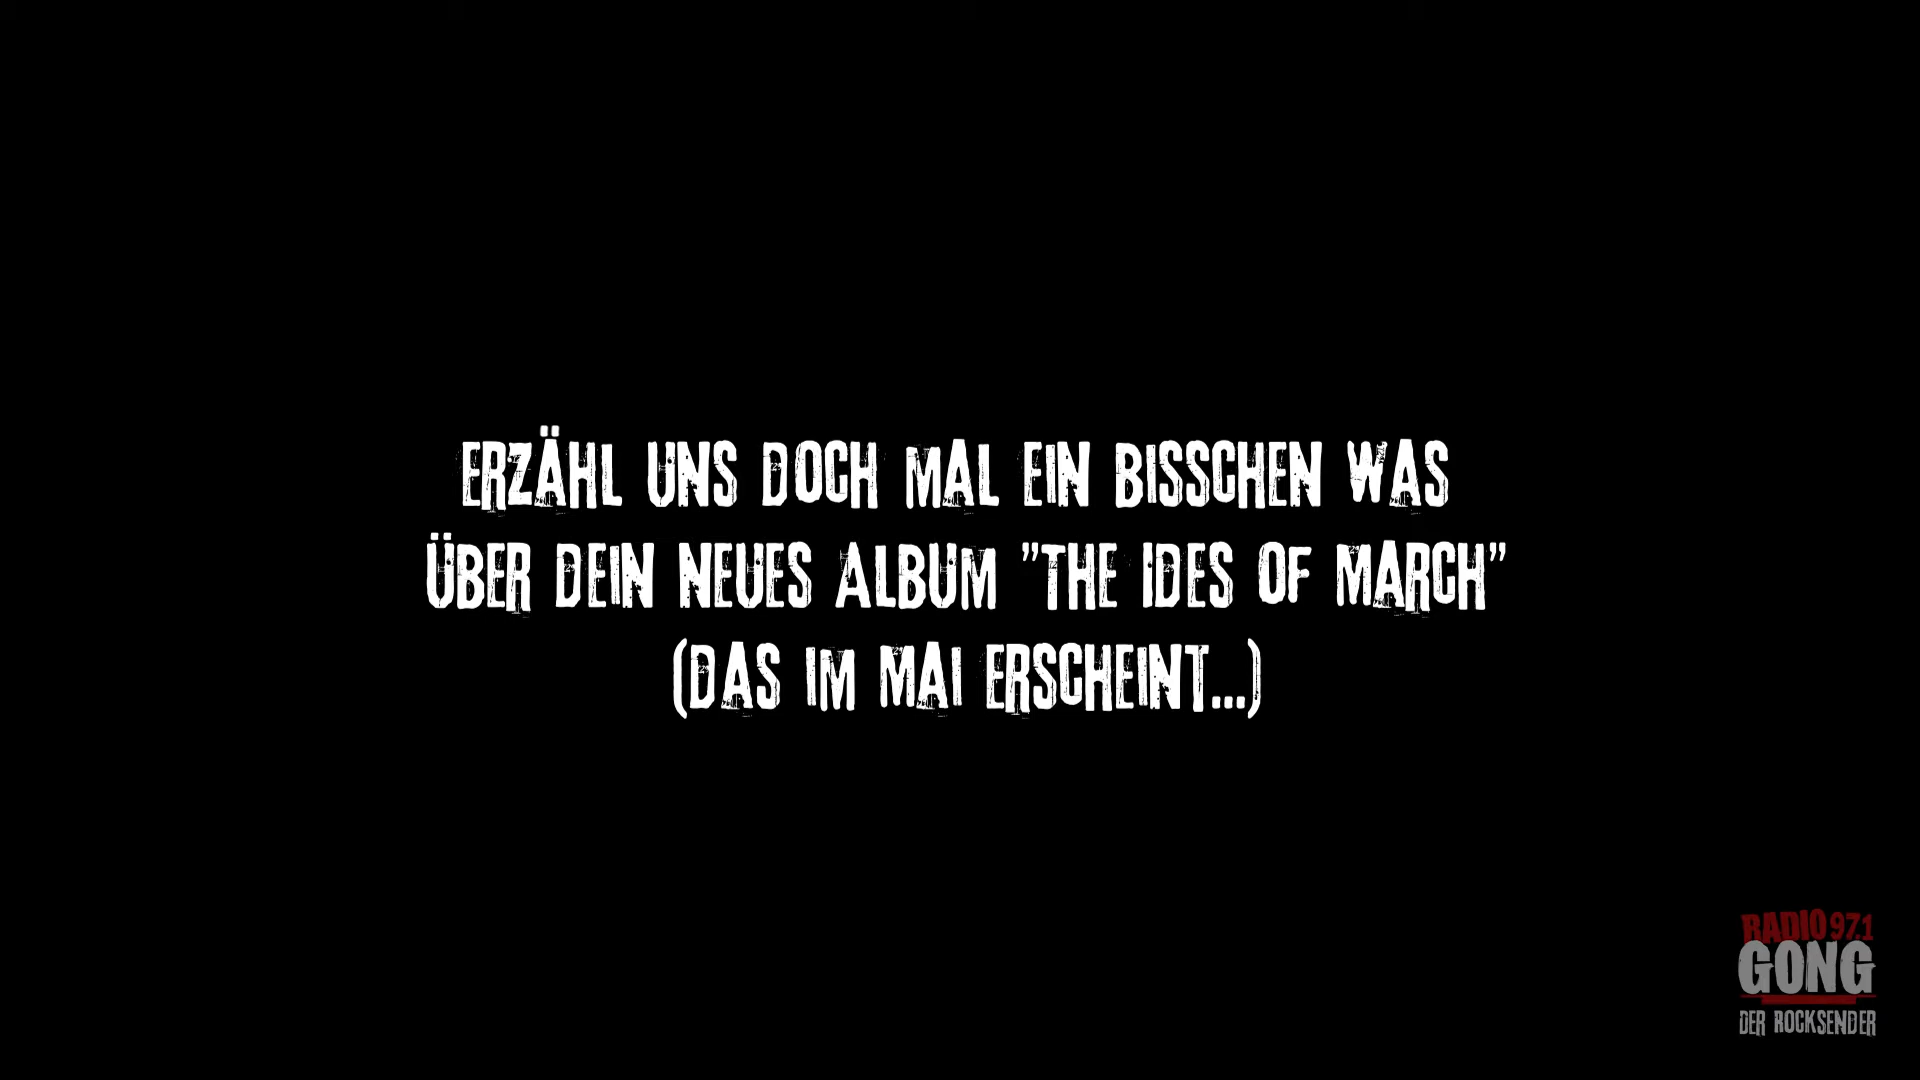 ERZÄHL UNS DOCH MAL EIN BISSCHEN WAS
ÜBER DEIN NEUES ALBUM "THE IDES OF MARCH"
(DAS IM MAI ERSCHEINT...)
RADIO 97.1
GONG
DER ROCKSENDER